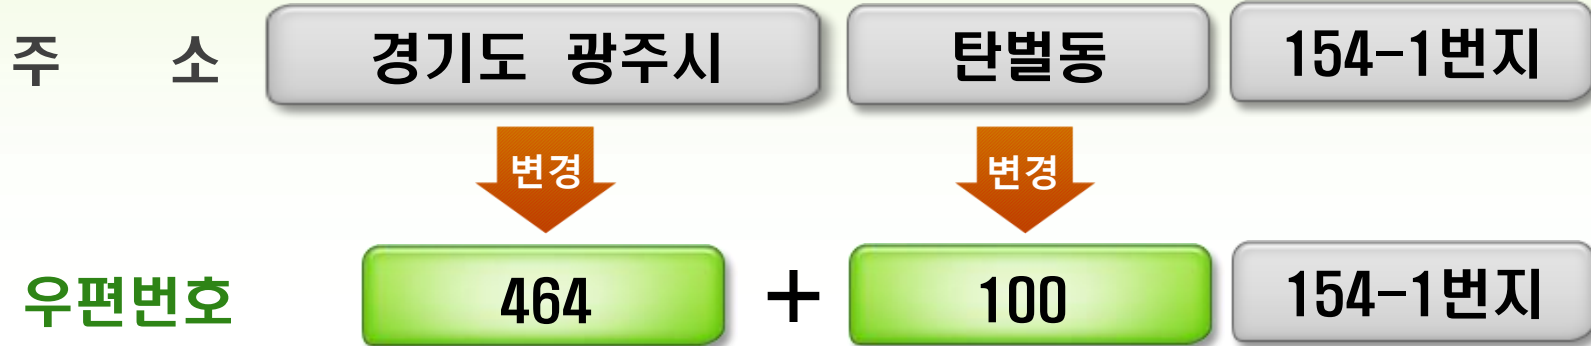 주 소 경기도 광주시 탄벌동 154-1번지
변경 변경
우편번호 464 + 100 154-1번지